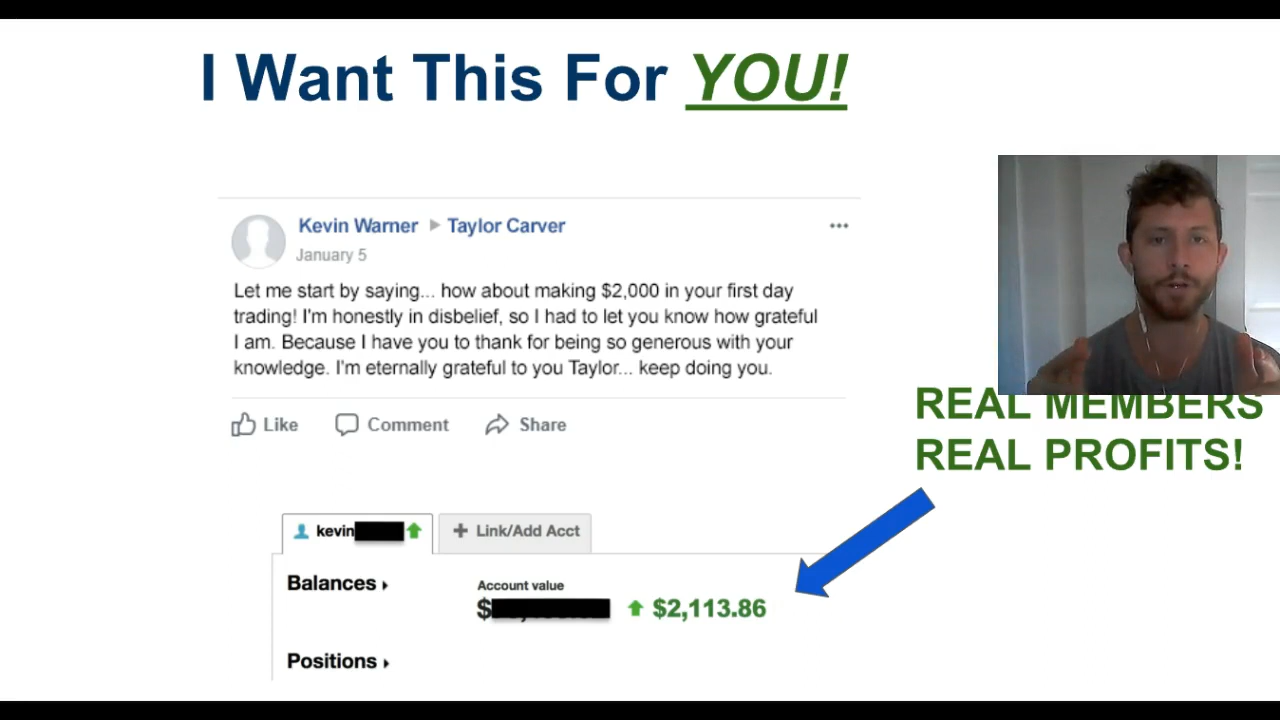 I Want This For YOU!
Kevin Warner ▶ Taylor Carver
January 5
Let me start by saying... how about making $2,000 in your first day
trading! I'm honestly in disbelief, so I had to let you know how grateful
I am. Because I have you to thank for being so generous with your
knowledge. I'm eternally grateful to you Taylor... keep doing you.
Like Comment Share
REAL MEMBERS
REAL PROFITS!
kevin + Link/Add Acct
Balances
Account value
$ $2,113.86
Positions